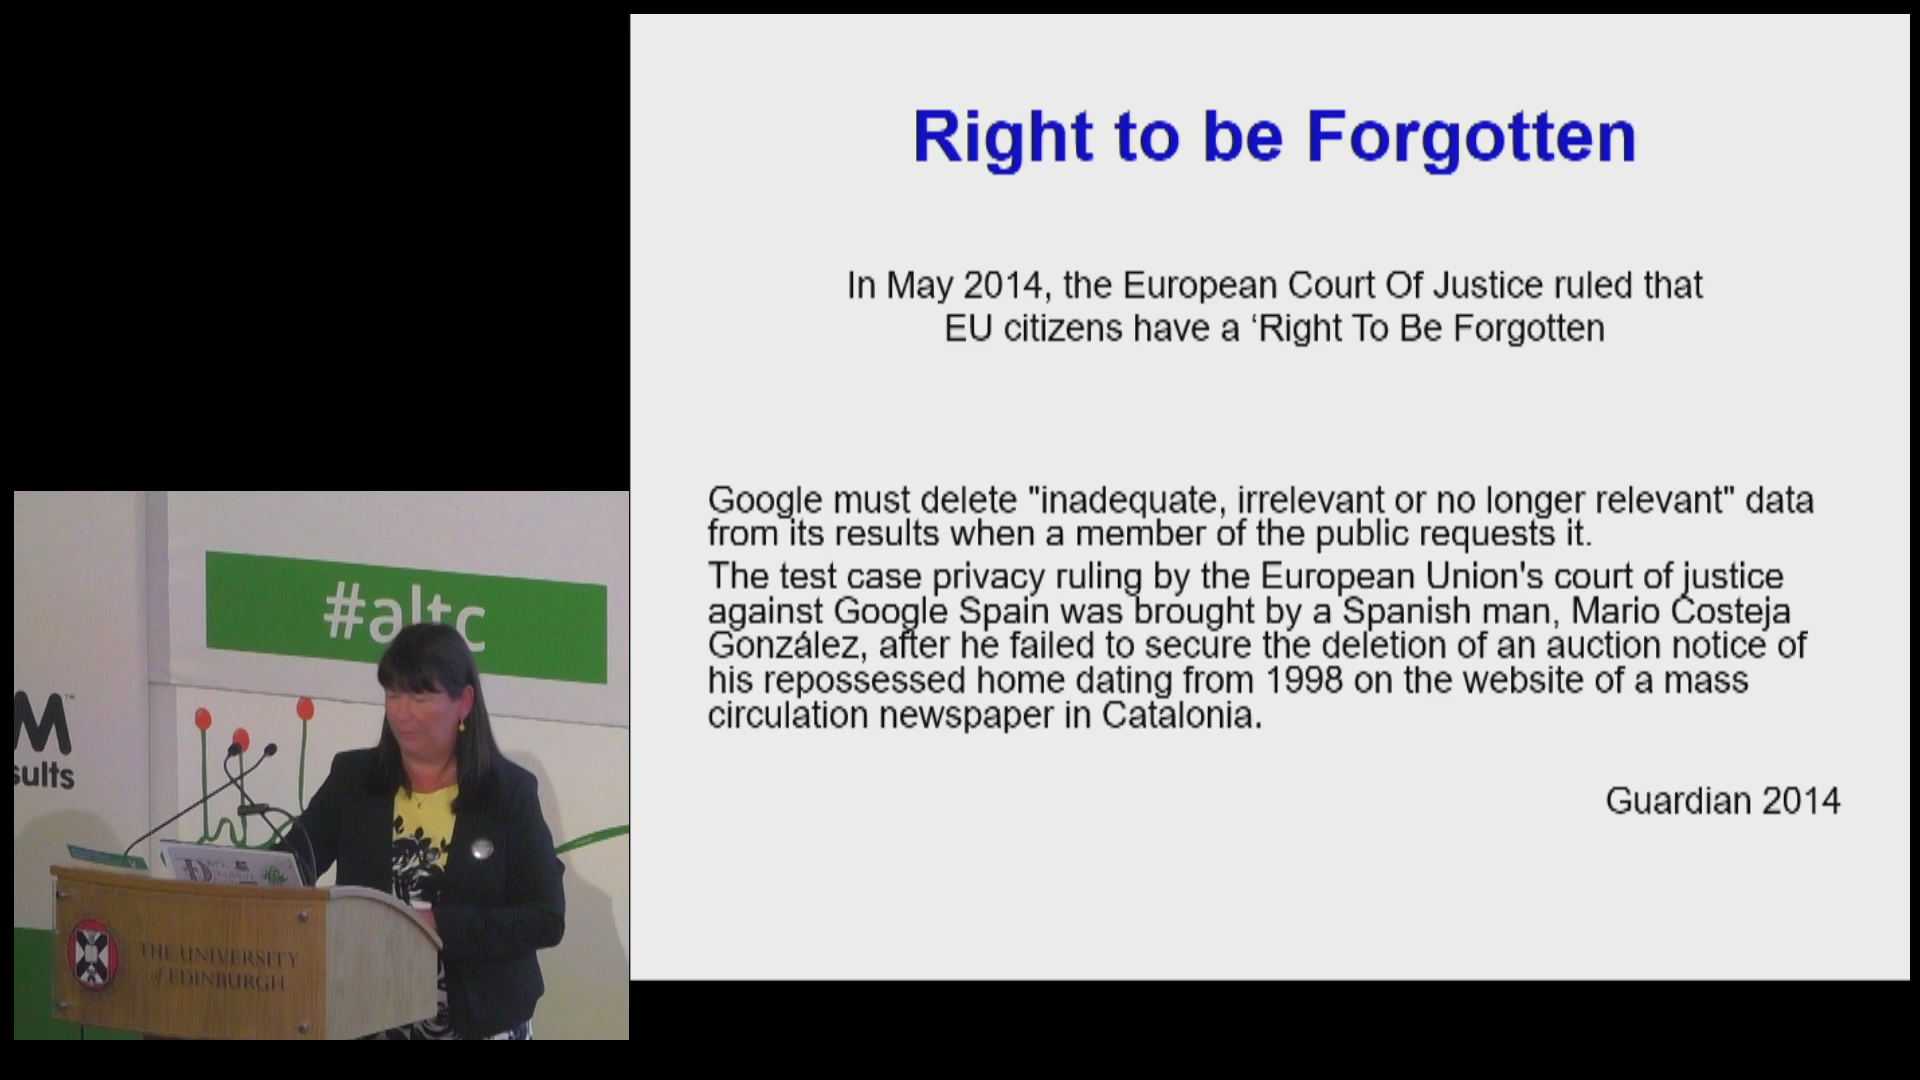 Right to be Forgotten
In May 2014, the European Court Of Justice ruled that
EU citizens have a ‘Right To Be Forgotten
Google must delete "inadequate, irrelevant or no longer relevant" data
from its results when a member of the public requests it.
The test case privacy ruling by the European Union's court of justice
against Google Spain was brought by a Spanish man, Mario Costeja
González, after he failed to secure the deletion of an auction notice of
his repossessed home dating from 1998 on the website of a mass
circulation newspaper in Catalonia.
Guardian 2014
#altc
M™
sults
THE UNIVERSITY
of EDINBURGH